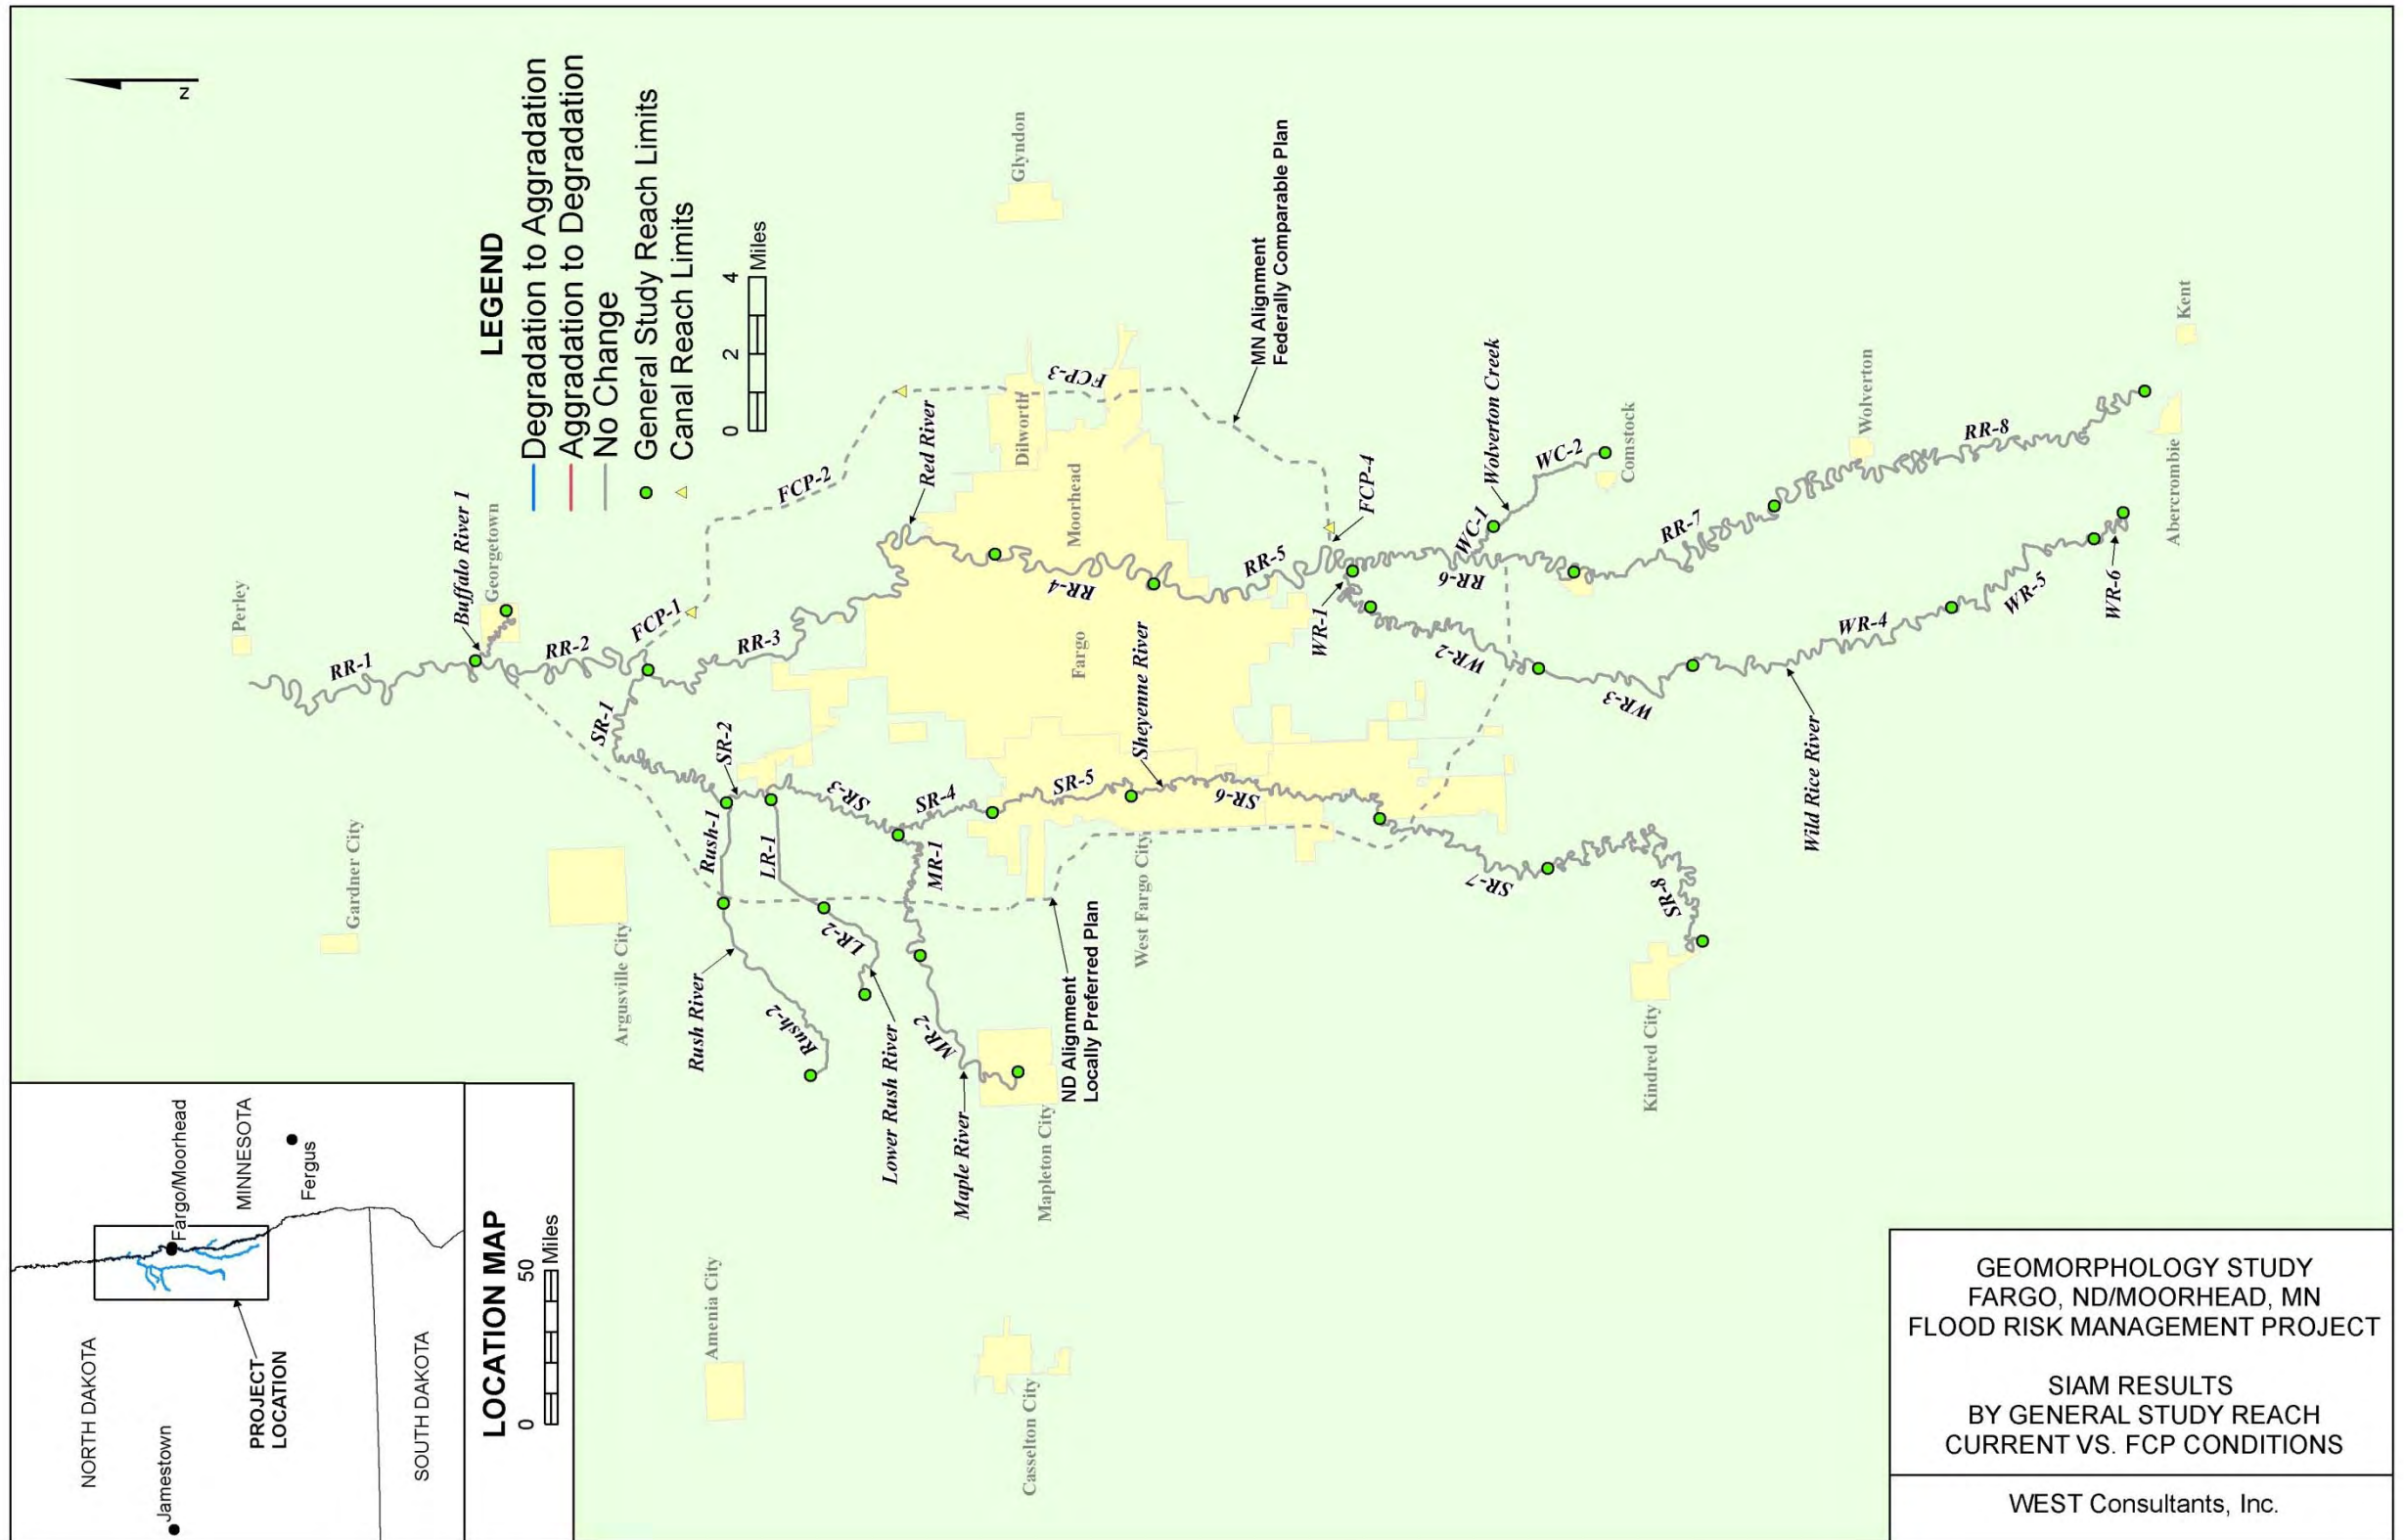 Z
LEGEND
Degradation to Aggradation
Aggradation to Degradation
No Change
General Study Reach Limits
Canal Reach Limits
0 2 4
Miles
Perley
RR-1
Buffalo River 1
Georgetown
RR-2
FCP-1
FCP-2
RR-3
Red River
Glyndon
Dilworth
FCP-3
Moorhead
RR-4
Fargo
MN Alignment
Federally Comparable Plan
RR-5
FCP-4
WR-1
Wolverton Creek
WC-1
WC-2
Comstock
RR-6
RR-7
Wolverton
RR-8
Kent
Abercrombie
WR-2
WR-3
WR-4
WR-5
WR-6
Wild Rice River
Gardner City
Argusville City
SR-1
SR-2
Rush-1
Rush River
Rush-2
LR-1
LR-2
Lower Rush River
SR-3
SR-4
MR-1
MR-2
Maple River
Mapleton City
SR-5
Sheyenne River
SR-6
West Fargo City
ND Alignment
Locally Preferred Plan
SR-7
SR-8
Kindred City
Amenia City
Casselton City
NORTH DAKOTA
Jamestown
PROJECT
LOCATION
SOUTH DAKOTA
Fargo/Moorhead
MINNESOTA
Fergus
LOCATION MAP
0 50
Miles
GEOMORPHOLOGY STUDY
FARGO, ND/MOORHEAD, MN
FLOOD RISK MANAGEMENT PROJECT
SIAM RESULTS
BY GENERAL STUDY REACH
CURRENT VS. FCP CONDITIONS
WEST Consultants, Inc.